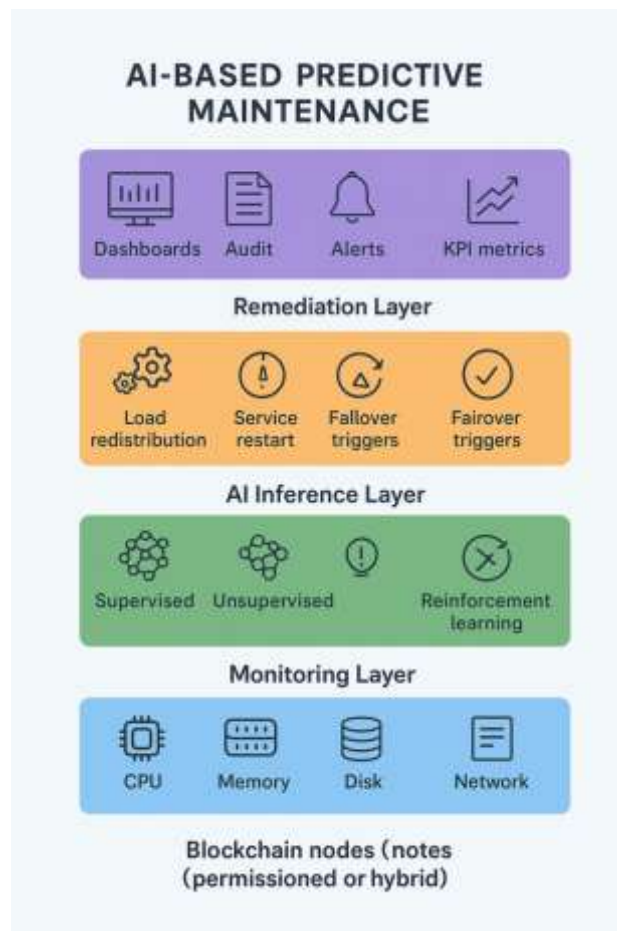 AI-BASED PREDICTIVE
MAINTENANCE
Dashboards Audit Alerts KPI metrics
Remediation Layer
Load Service Fallover Fairover
redistribution restart triggers triggers
AI Inference Layer
Supervised Unsupervised Reinforcement
learning
Monitoring Layer
CPU Memory Disk Network
Blockchain nodes (notes
(permissioned or hybrid)